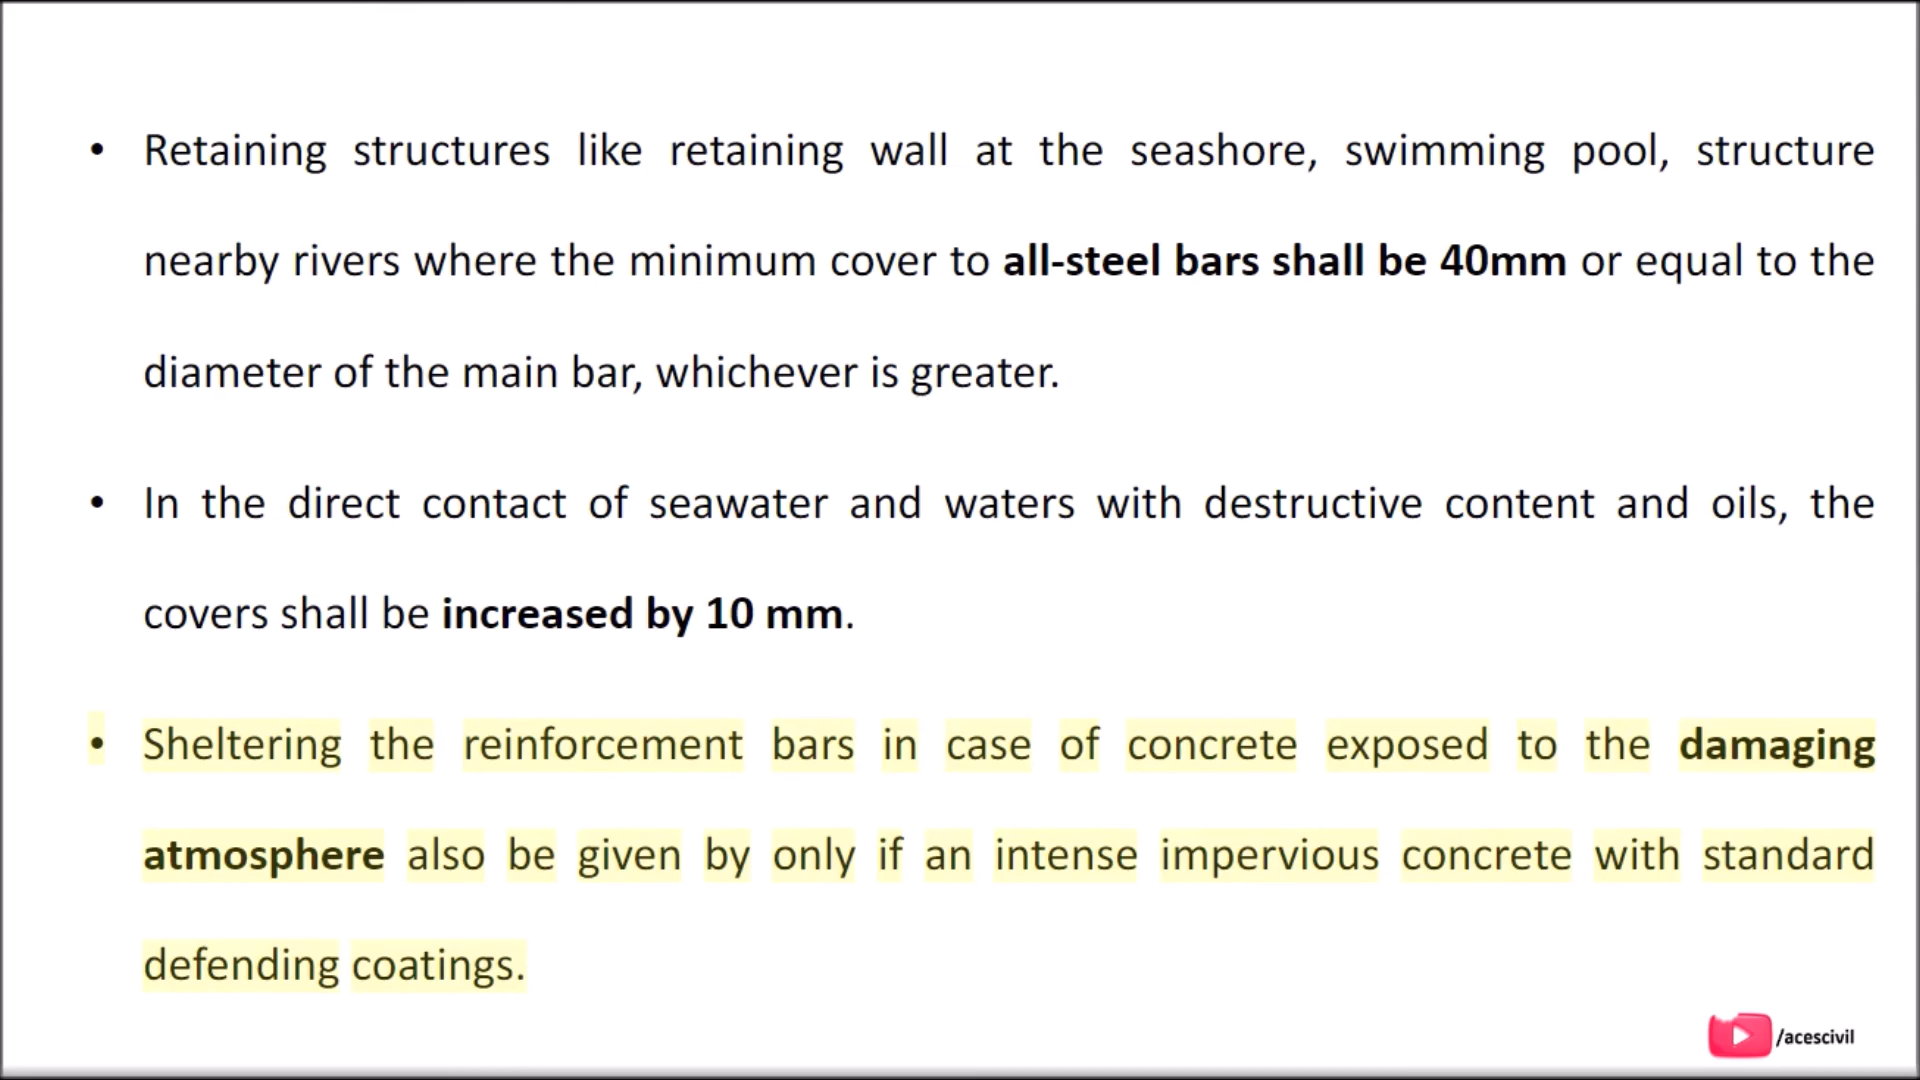 • Retaining structures like retaining wall at the seashore, swimming pool, structure
nearby rivers where the minimum cover to all-steel bars shall be 40mm or equal to the
diameter of the main bar, whichever is greater.
• In the direct contact of seawater and waters with destructive content and oils, the
covers shall be increased by 10 mm.
• Sheltering the reinforcement bars in case of concrete exposed to the damaging
atmosphere also be given by only if an intense impervious concrete with standard
defending coatings.
/acescivil